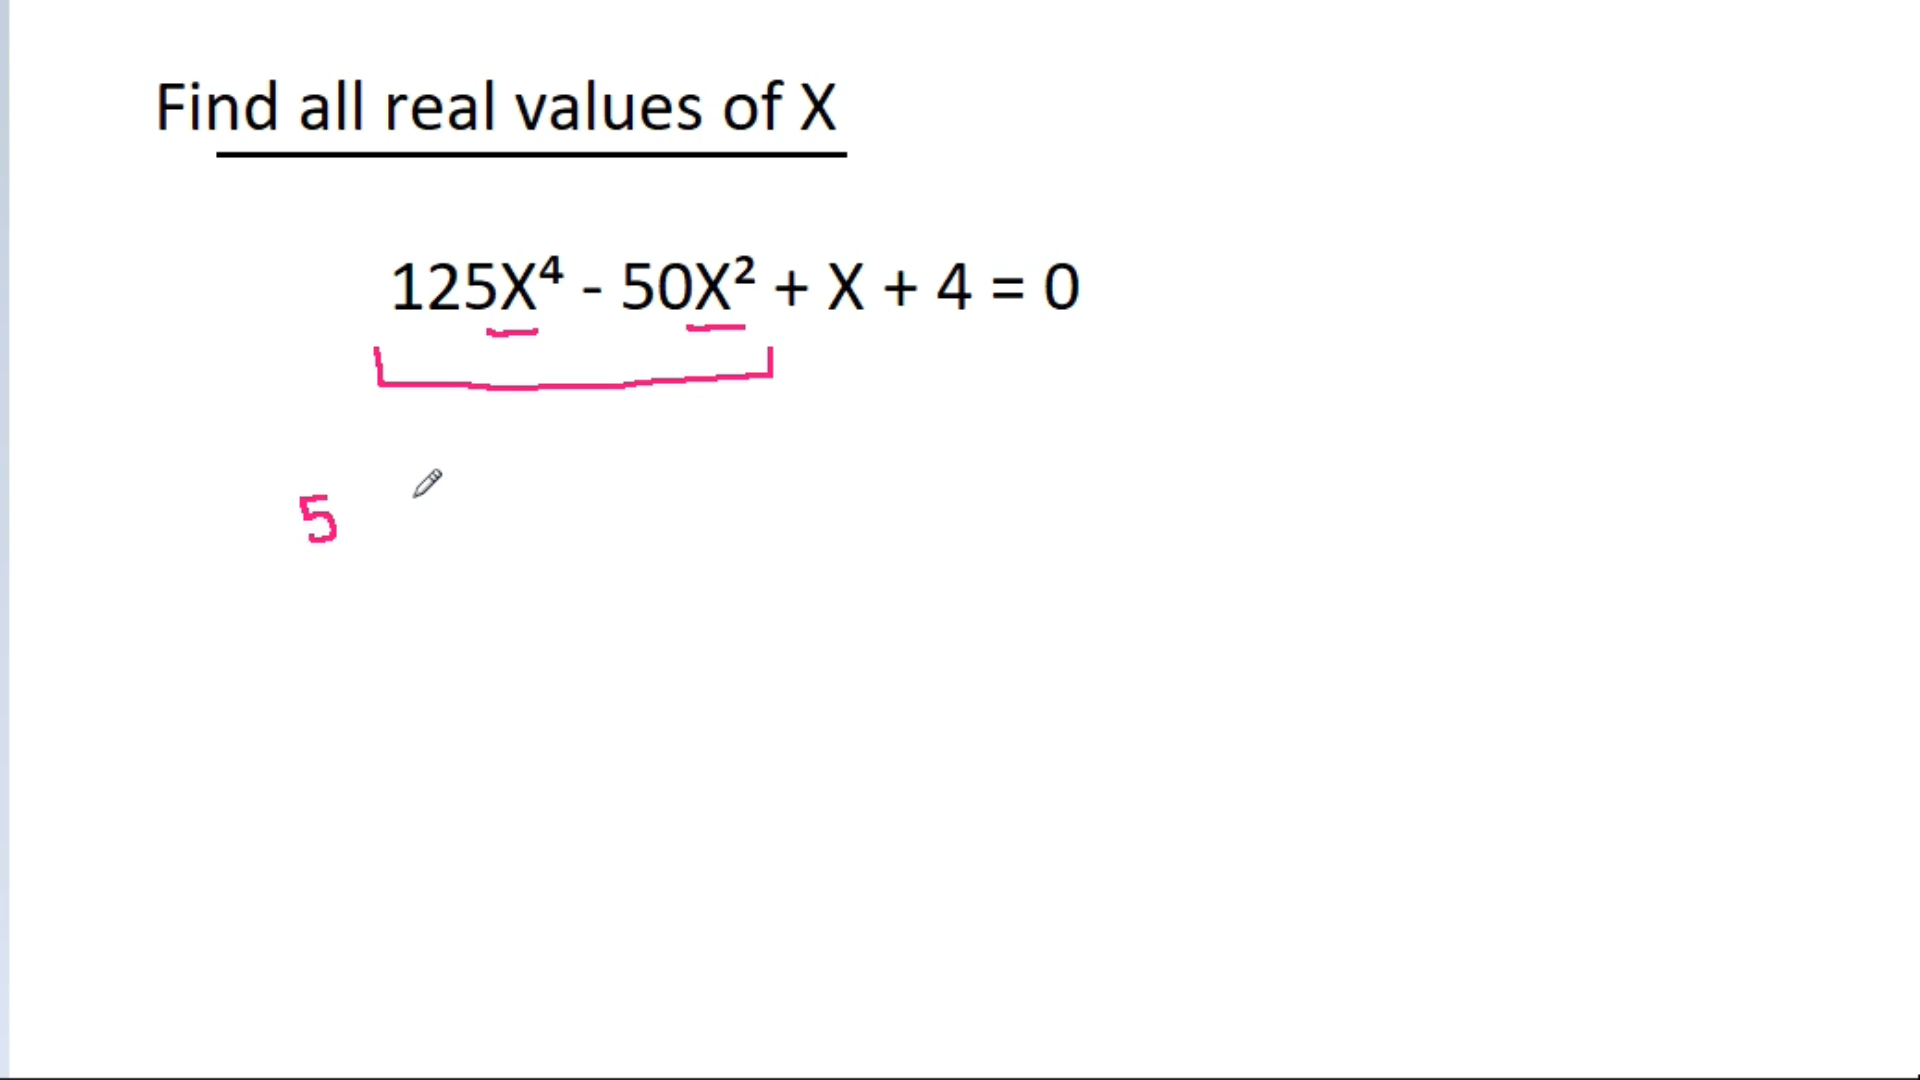 Find all real values of X
125X⁴ - 50X² + X + 4 = 0
5